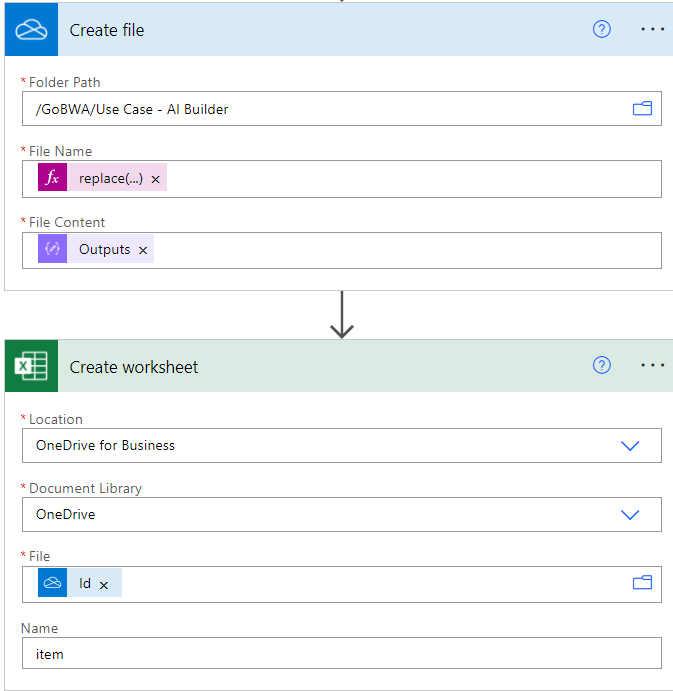 Create file
* Folder Path
/GoBWA/Use Case - AI Builder
* File Name
fx replace(...) ×
* File Content
Outputs ×
Create worksheet
* Location
OneDrive for Business
* Document Library
OneDrive
* File
Id ×
Name
item